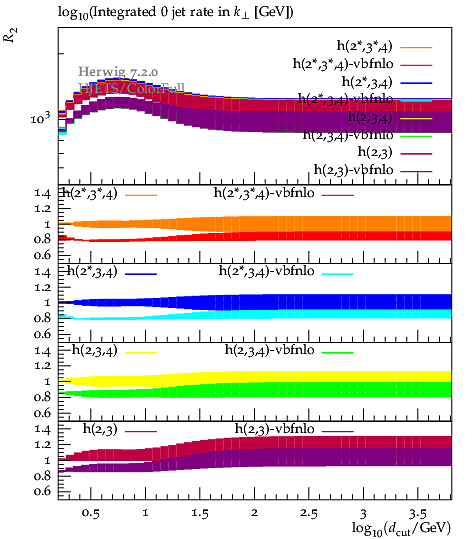 log₁₀(Integrated 0 jet rate in k⊥ [GeV])
R₂
h(2*,3*,4)
h(2*,3*,4)-vbfnlo
h(2*,3,4)
h(2*,3,4)-vbfnlo
h(2,3,4)
h(2,3,4)-vbfnlo
h(2,3)
h(2,3)-vbfnlo
Herwig 7.2.0
HJETS/ColorFull
10³
h(2*,3*,4) h(2*,3*,4)-vbfnlo
1.4
1.2
1
0.8
0.6
h(2*,3,4) h(2*,3,4)-vbfnlo
1.4
1.2
1
0.8
0.6
h(2,3,4) h(2,3,4)-vbfnlo
1.4
1.2
1
0.8
0.6
h(2,3) h(2,3)-vbfnlo
1.4
1.2
1
0.8
0.6
0.5 1 1.5 2 2.5 3 3.5
log₁₀(d_cut/GeV)